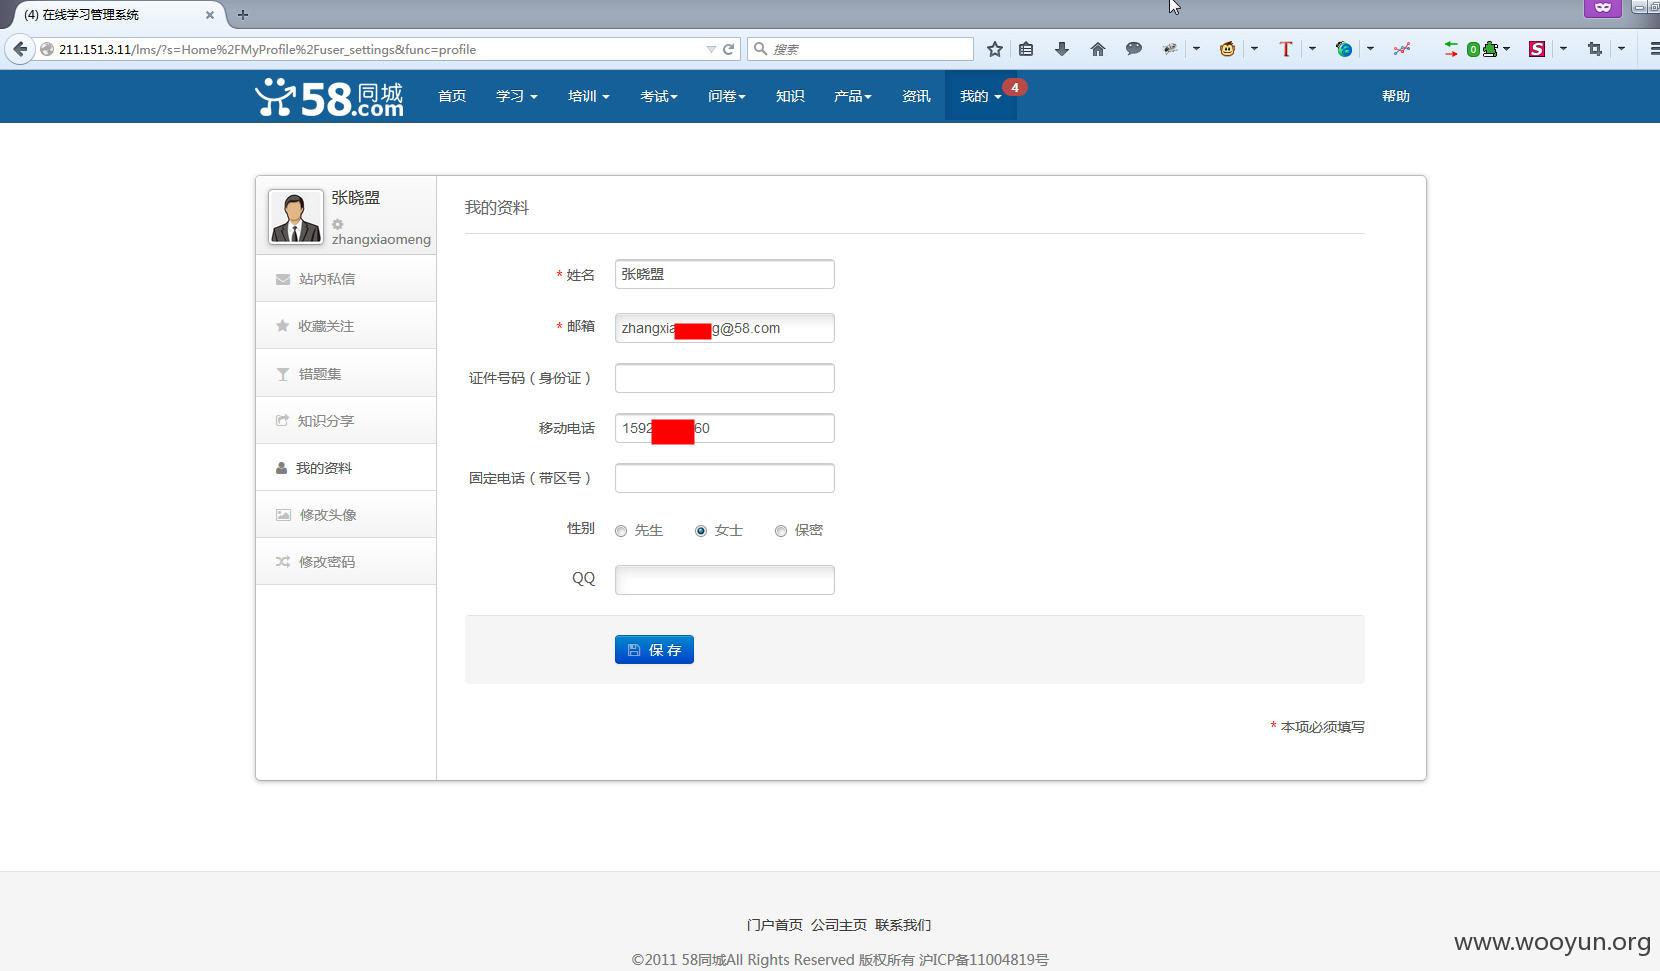 (4) 在线学习管理系统
211.151.3.11/lms/?s=Home%2FMyProfile%2Fuser_settings&func=profile
搜索
58同城.com 首页 学习 培训 考试 问卷 知识 产品 资讯 我的 4 帮助
张晓盟
zhangxiaomeng
站内私信
收藏关注
错题集
知识分享
我的资料
修改头像
修改密码
我的资料
* 姓名 张晓盟
* 邮箱 zhangxia g@58.com
证件号码 ( 身份证 )
移动电话 1592 60
固定电话 ( 带区号 )
性别 先生 女士 保密
QQ
保 存
* 本项必须填写
门户首页 公司主页 联系我们
©2011 58同城All Rights Reserved 版权所有 沪ICP备11004819号
www.wooyun.org